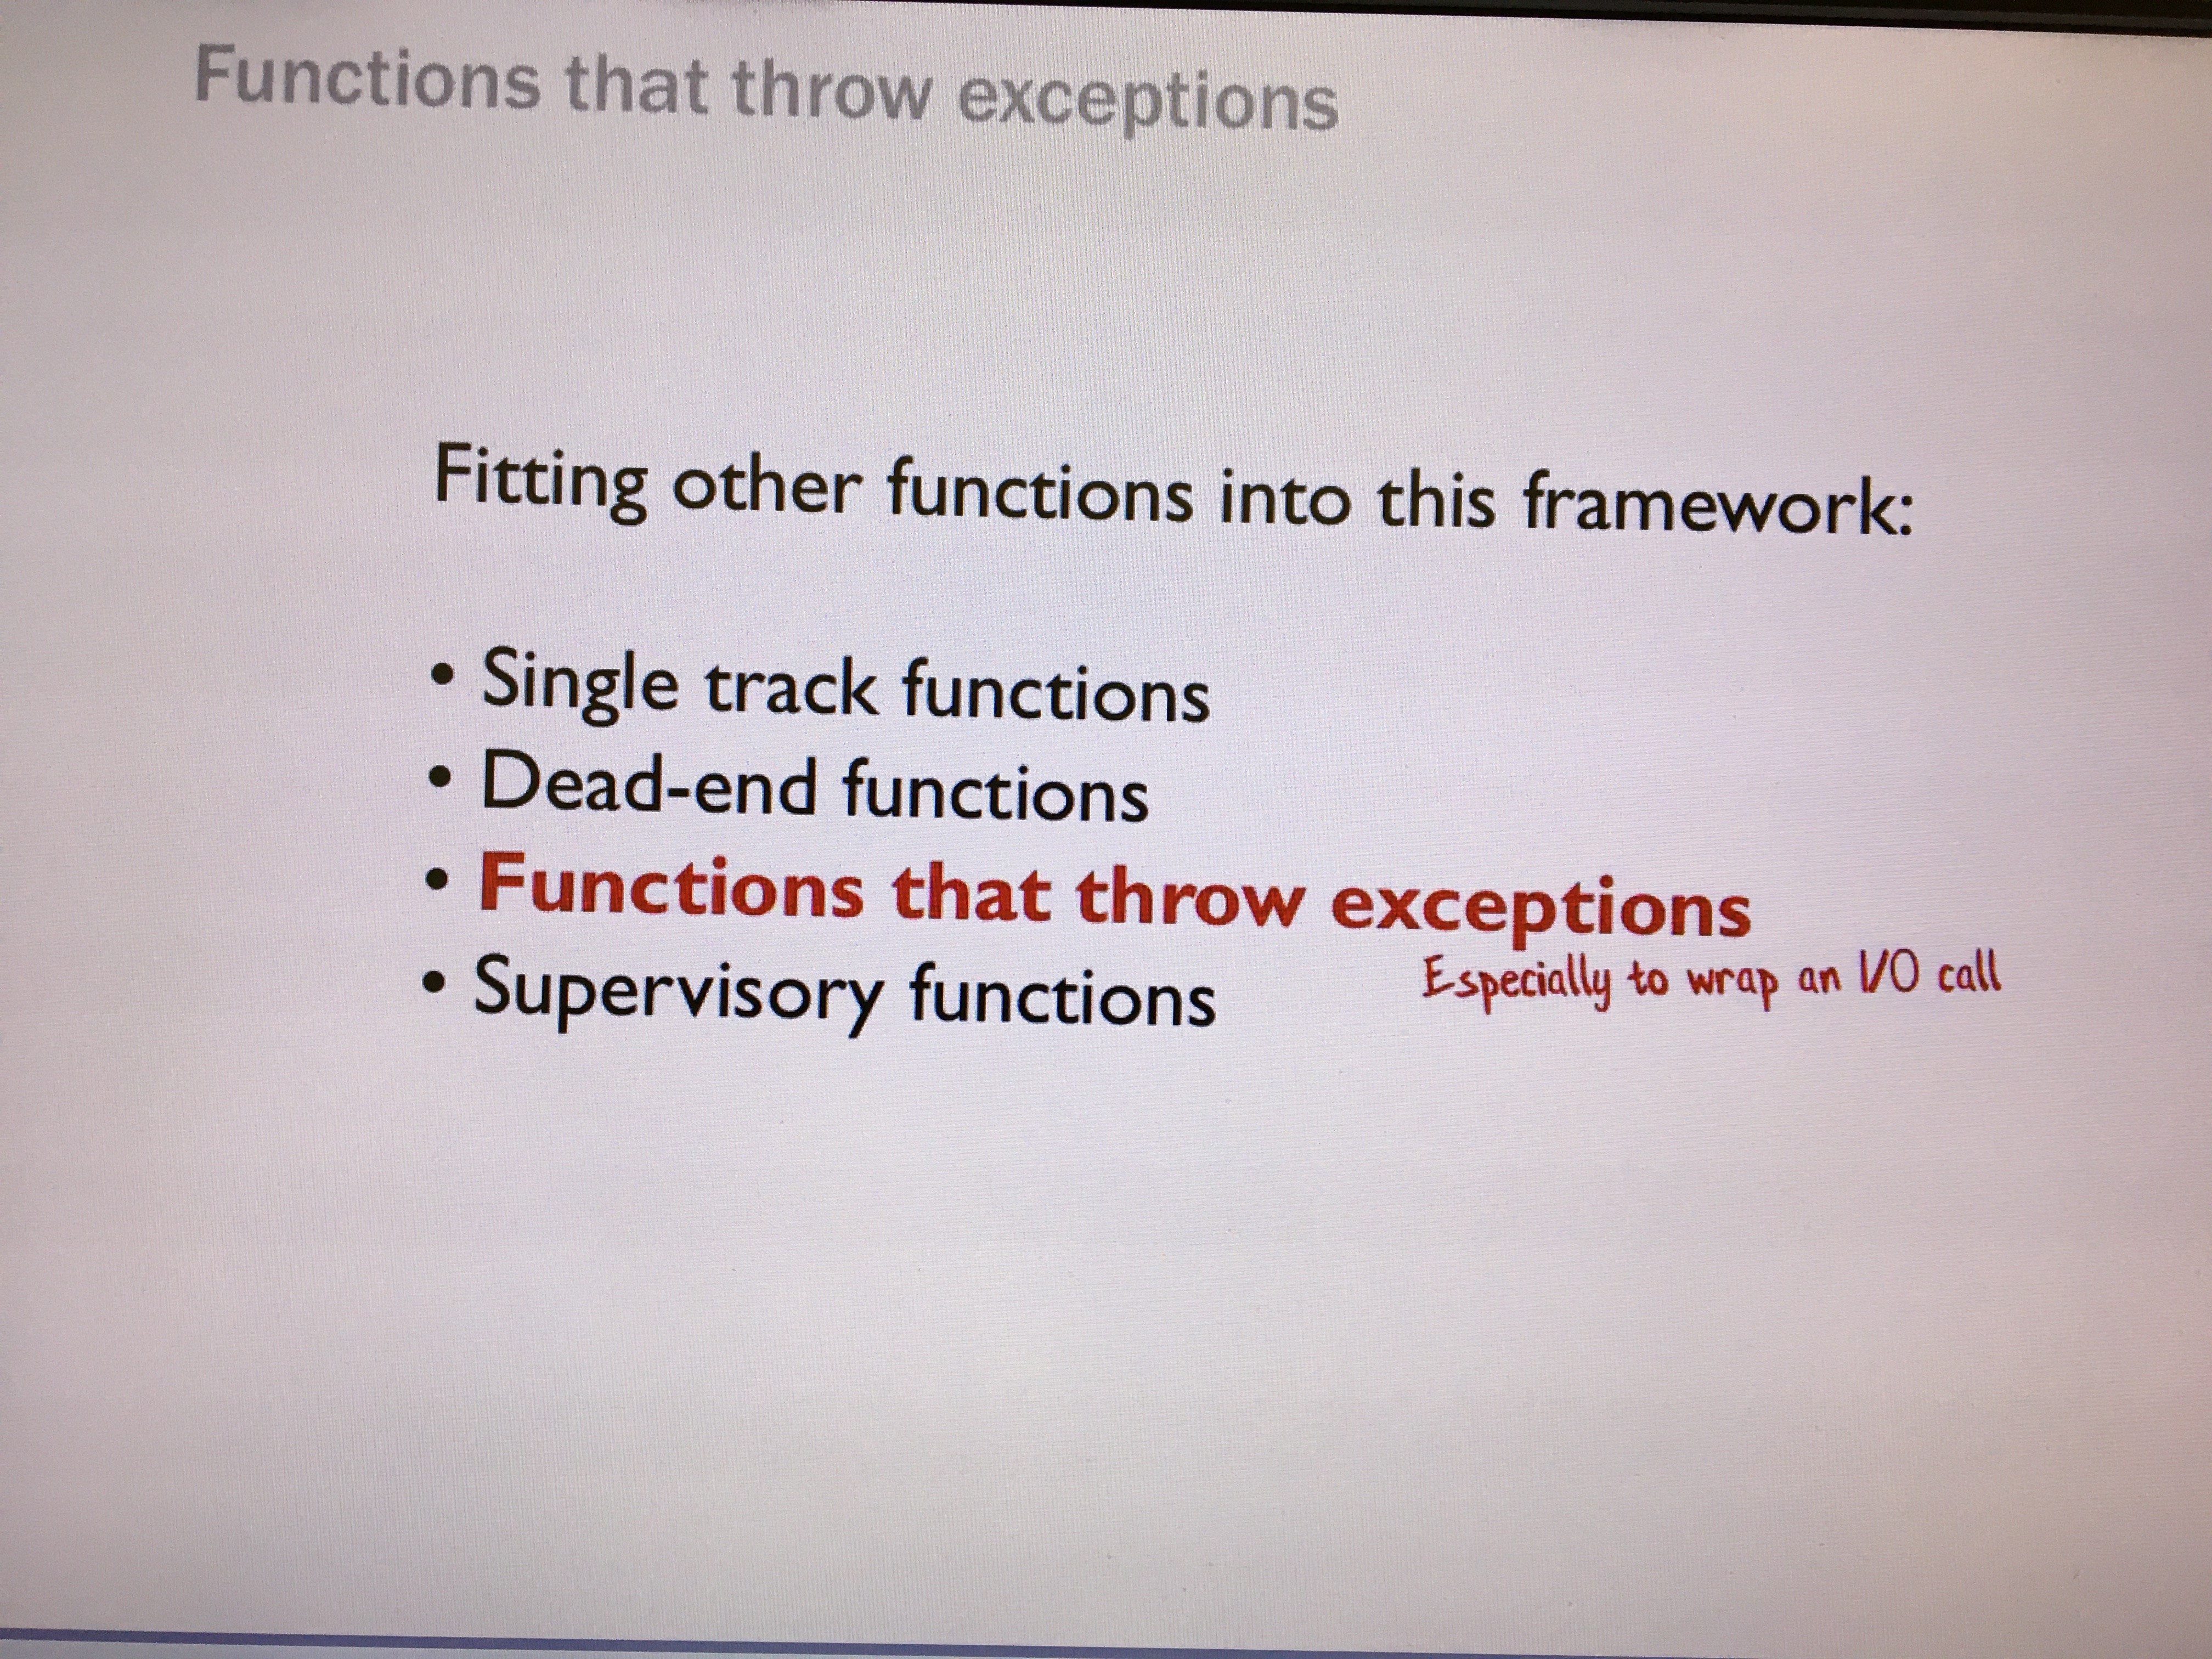 Functions that throw exceptions
Fitting other functions into this framework:
• Single track functions
• Dead-end functions
• Functions that throw exceptions
Especially to wrap an I/O call
• Supervisory functions